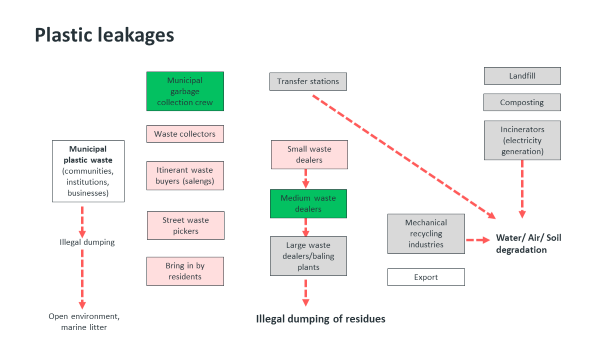 Plastic leakages
Municipal
garbage
collection crew
Transfer stations
Landfill
Composting
Waste collectors
Incinerators
(electricity
generation)
Municipal
plastic waste
(communities,
institutions,
businesses)
Small waste
dealers
Itinerant waste
buyers (salengs)
Medium waste
dealers
Street waste
pickers
Mechanical
recycling
industries
Illegal dumping
Large waste
dealers/baling
plants
Water/ Air/ Soil
degradation
Bring in by
residents
Export
Open environment,
marine litter
Illegal dumping of residues